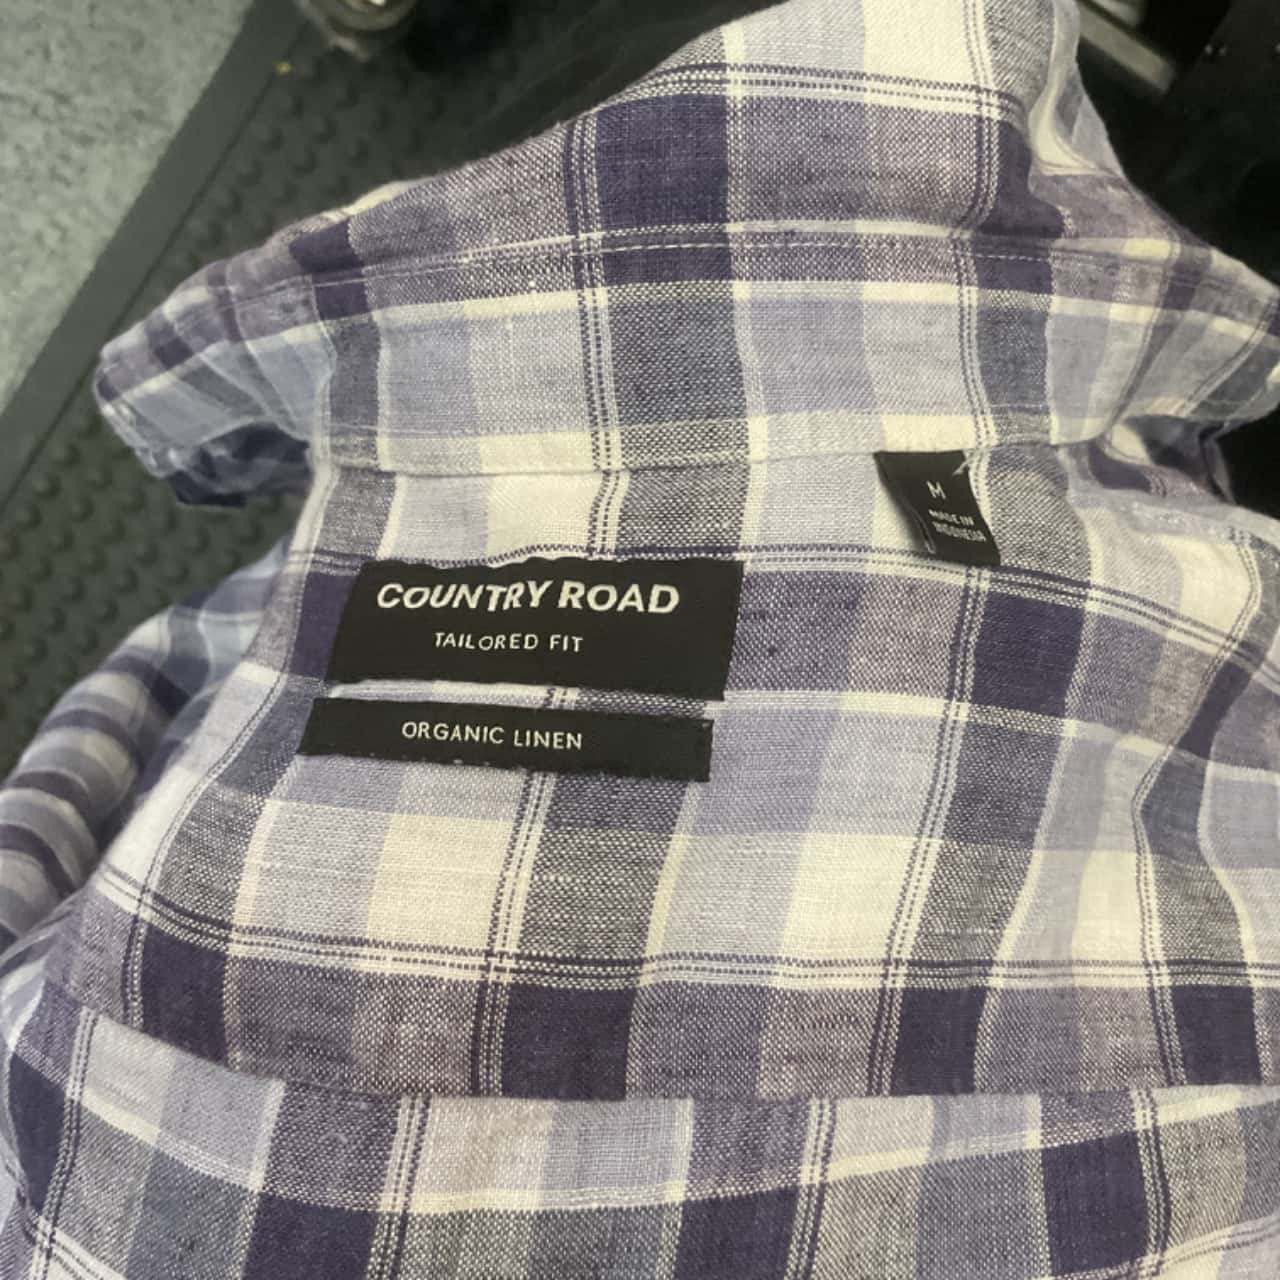 M
MADE IN
INDONESIA
COUNTRY ROAD
TAILORED FIT
ORGANIC LINEN